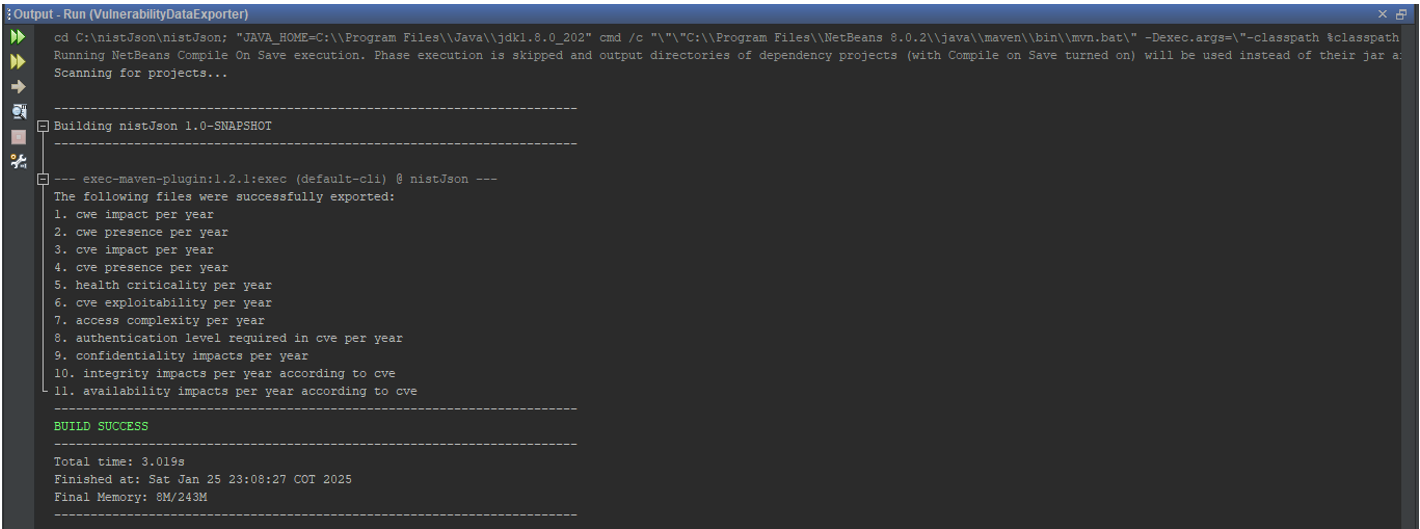 Output - Run (VulnerabilityDataExporter)
cd C:\nistJson\nistJson; "JAVA_HOME=C:\\Program Files\\Java\\jdk1.8.0_202" cmd /c "\"\"C:\\Program Files\\NetBeans 8.0.2\\java\\maven\\bin\\mvn.bat\" -Dexec.args=\"-classpath %classpath
Running NetBeans Compile On Save execution. Phase execution is skipped and output directories of dependency projects (with Compile on Save turned on) will be used instead of their jar
Scanning for projects...
------------------------------------------------------------------------
Building nistJson 1.0-SNAPSHOT
------------------------------------------------------------------------
--- exec-maven-plugin:1.2.1:exec (default-cli) @ nistJson ---
The following files were successfully exported:
1. cwe impact per year
2. cwe presence per year
3. cve impact per year
4. cve presence per year
5. health criticality per year
6. cve exploitability per year
7. access complexity per year
8. authentication level required in cve per year
9. confidentiality impacts per year
10. integrity impacts per year according to cve
11. availability impacts per year according to cve
------------------------------------------------------------------------
BUILD SUCCESS
------------------------------------------------------------------------
Total time: 3.019s
Finished at: Sat Jan 25 23:08:27 COT 2025
Final Memory: 8M/243M
------------------------------------------------------------------------